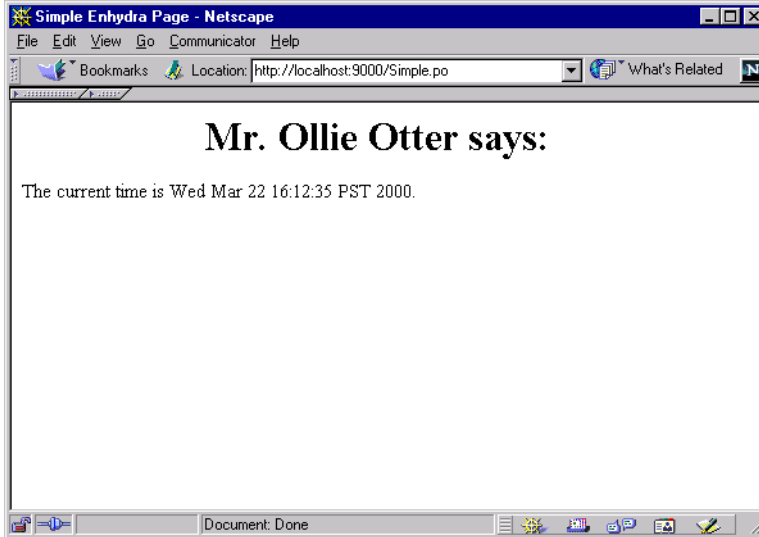 Simple Enhydra Page - Netscape
File Edit View Go Communicator Help
Bookmarks Location: http://localhost:9000/Simple.po What's Related N
Mr. Ollie Otter says:
The current time is Wed Mar 22 16:12:35 PST 2000.
Document: Done